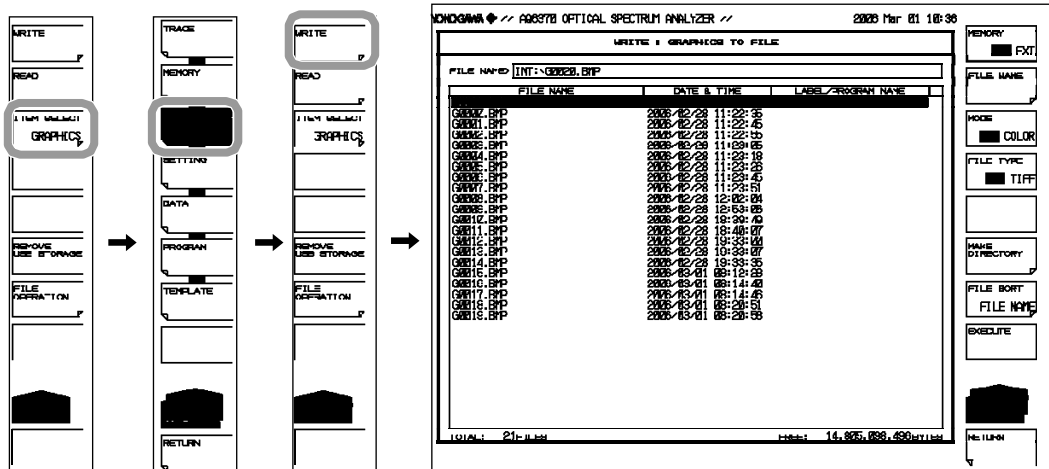 WRITE
READ
ITEM SELECT
GRAPHICS
REMOVE
USB STORAGE
FILE
OPERATION
TRACE
MEMORY
SETTING
DATA
PROGRAM
TEMPLATE
RETURN
WRITE
READ
ITEM SELECT
GRAPHICS
REMOVE
USB STORAGE
FILE
OPERATION
YOKOGAWA // AQ6370 OPTICAL SPECTRUM ANALYZER // 2006 Mar 01 10:36
WRITE : GRAPHICS TO FILE
FILE NAME INT:\G0020.BMP
FILE NAME DATE & TIME LABEL/PROGRAM NAME
G0000.BMP 2006/02/28 11:22:35
G0001.BMP 2006/02/28 11:22:45
G0002.BMP 2006/02/28 11:22:55
G0003.BMP 2006/02/28 11:23:05
G0004.BMP 2006/02/28 11:23:18
G0005.BMP 2006/02/28 11:23:26
G0006.BMP 2006/02/28 11:23:45
G0007.BMP 2006/02/28 11:23:51
G0008.BMP 2006/02/28 12:02:04
G0009.BMP 2006/02/28 12:53:06
G0010.BMP 2006/02/28 18:39:49
G0011.BMP 2006/02/28 18:40:07
G0012.BMP 2006/02/28 19:33:00
G0013.BMP 2006/02/28 19:33:07
G0014.BMP 2006/02/28 19:33:35
G0015.BMP 2006/03/01 08:12:29
G0016.BMP 2006/03/01 08:14:40
G0017.BMP 2006/03/01 08:14:46
G0018.BMP 2006/03/01 08:20:51
G0019.BMP 2006/03/01 08:20:58
TOTAL: 21FILES FREE: 14,805,098,496BYTES
MEMORY
EXT
FILE NAME
MODE
COLOR
FILE TYPE
TIFF
MAKE
DIRECTORY
FILE SORT
FILE NAME
EXECUTE
RETURN